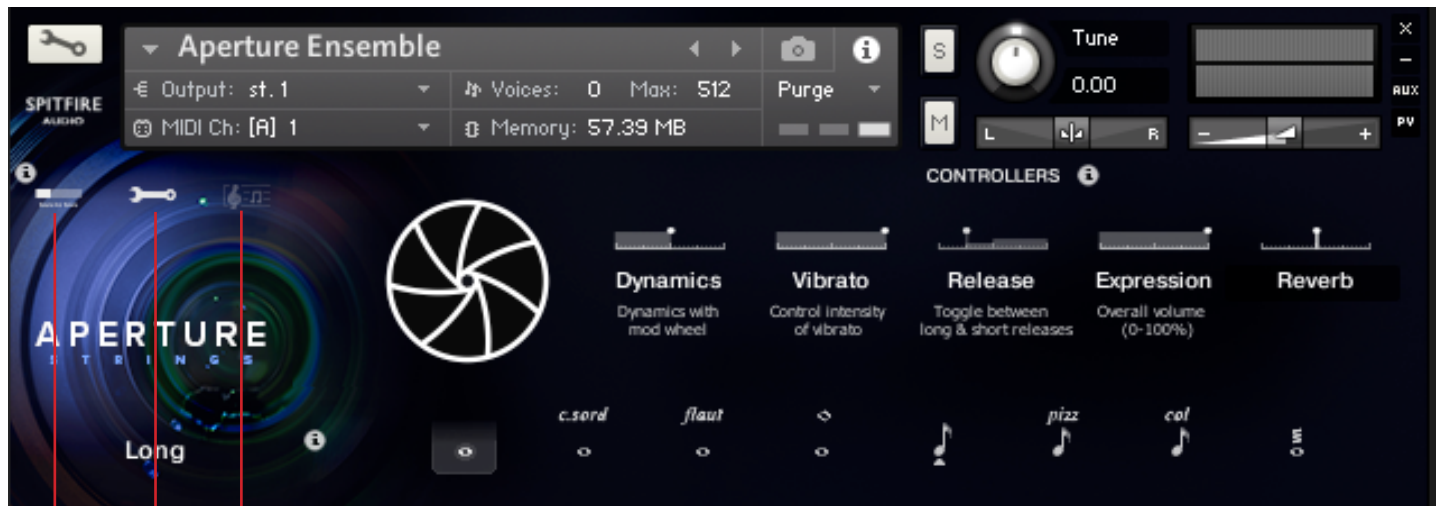 Aperture Ensemble
S
Tune
0.00
×
–
AUX
PV
SPITFIRE
AUDIO
Output: st.1
Voices: 0 Max: 512
Purge
MIDI Ch: [A] 1
Memory: 57.39 MB
M
L
R
–
+
CONTROLLERS
Dynamics
Vibrato
Release
Expression
Reverb
Dynamics with
mod wheel
Control intensity
of vibrato
Toggle between
long & short releases
Overall volume
(0-100%)
APERTURE
STRINGS
Long
c.sord
flaut
pizz
col